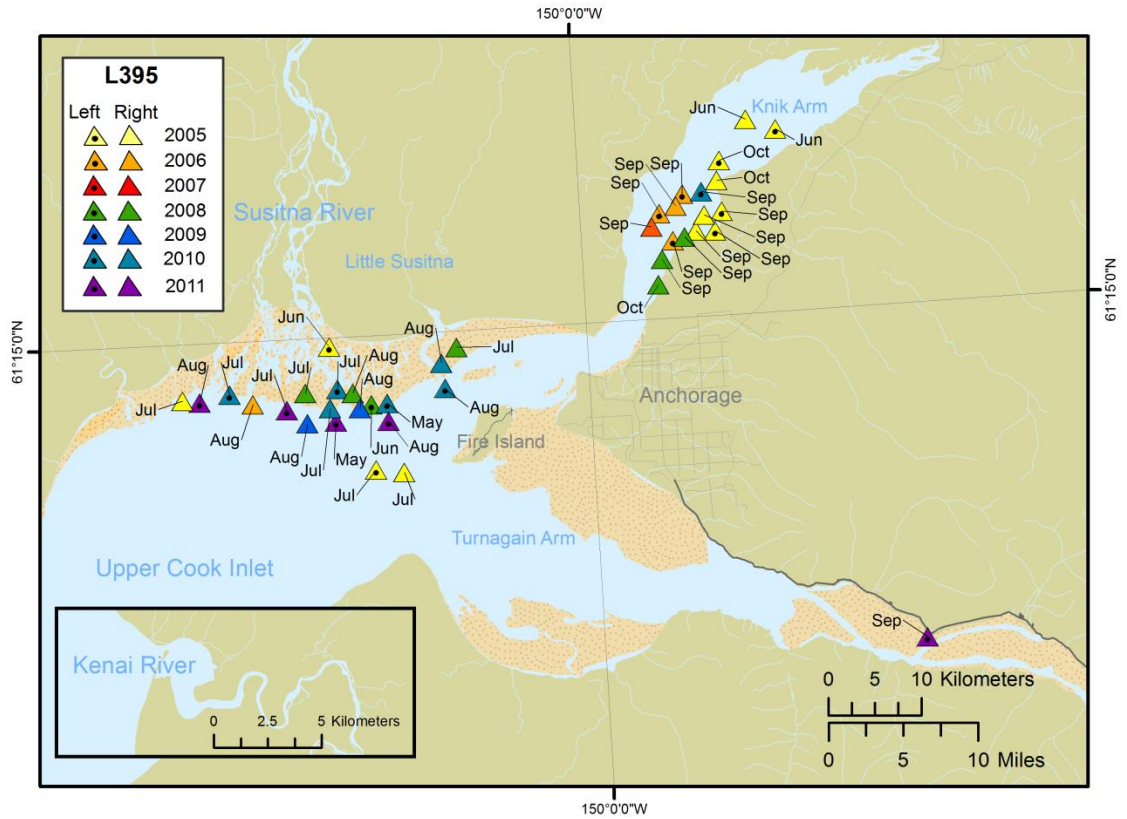 150°0'0"W
L395
Left Right
2005
2006
2007
2008
2009
2010
2011
Knik Arm
Jun
Jun
Oct
Oct
Sep
Sep
Sep
Sep
Sep
Sep
Sep
Sep
Sep
Sep
Sep
Sep
Oct
Susitna River
Little Susitna
61°15'0"N
61°15'0"N
Jun
Aug
Jul
Aug
Jul
Jul
Jul
Jul
Aug
Aug
Jul
Aug
Aug
Jul
May
Jun
Aug
May
Aug
Jul
Jul
Anchorage
Fire Island
Turnagain Arm
Upper Cook Inlet
Sep
Kenai River
0 2.5 5 Kilometers
0 5 10 Kilometers
0 5 10 Miles
150°0'0"W